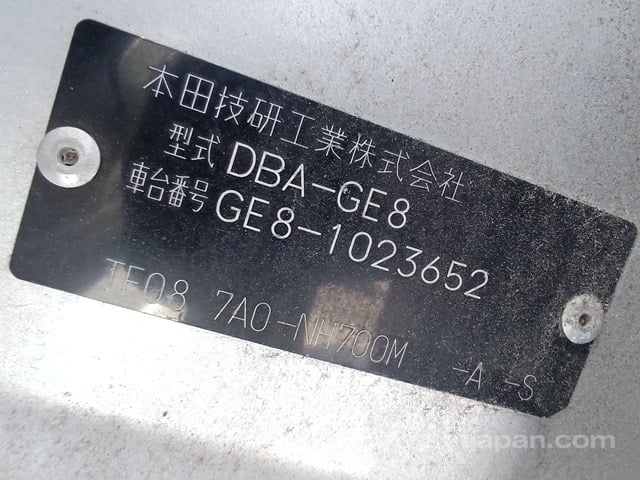 本田技研工業株式会社
型式 DBA-GE8
車台番号 GE8-1023652
TF08 7A0-NH700M -A -S
japan.com